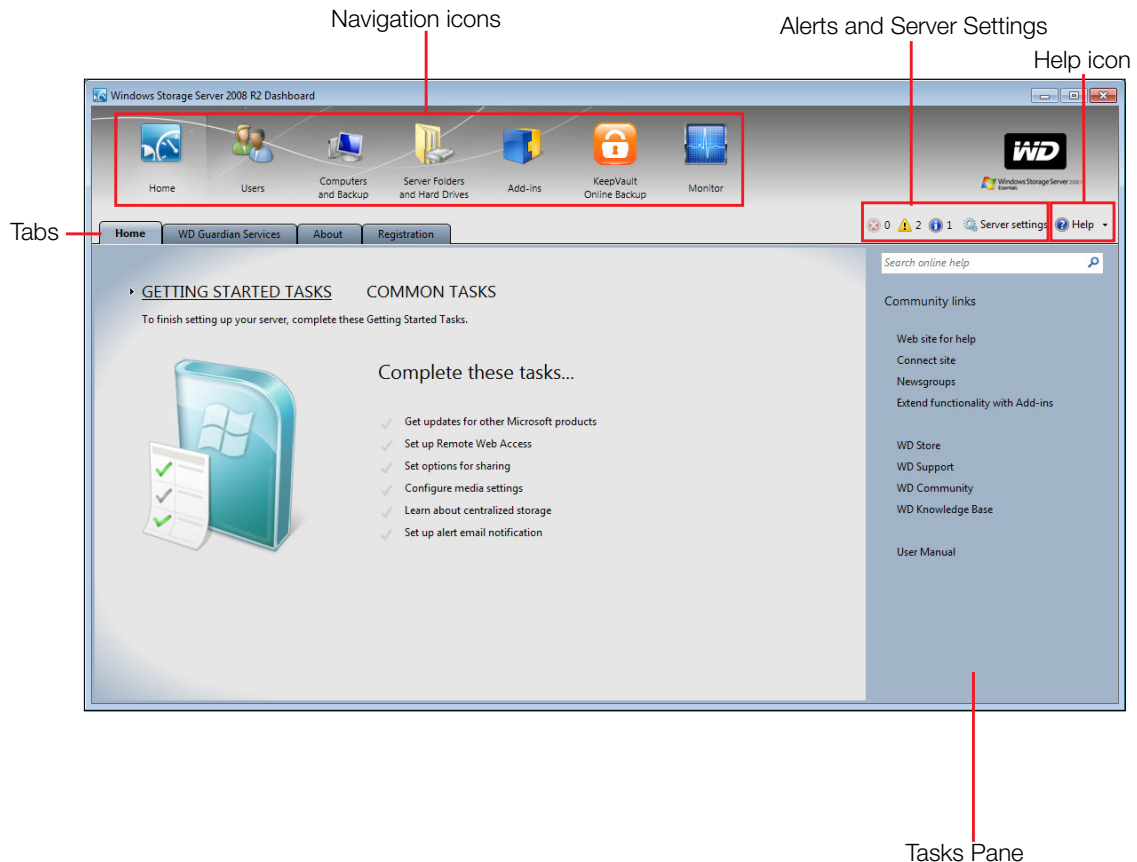 Navigation icons
Alerts and Server Settings
Help icon
Windows Storage Server 2008 R2 Dashboard
Home
Users
Computers and Backup
Server Folders and Hard Drives
Add-ins
KeepVault Online Backup
Monitor
WD
Windows Storage Server 2008 R2
Essentials
Tabs
Home
WD Guardian Services
About
Registration
0
2
1
Server settings
Help
GETTING STARTED TASKS
COMMON TASKS
To finish setting up your server, complete these Getting Started Tasks.
Complete these tasks...
Get updates for other Microsoft products
Set up Remote Web Access
Set options for sharing
Configure media settings
Learn about centralized storage
Set up alert email notification
Search online help
Community links
Web site for help
Connect site
Newsgroups
Extend functionality with Add-ins
WD Store
WD Support
WD Community
WD Knowledge Base
User Manual
Tasks Pane